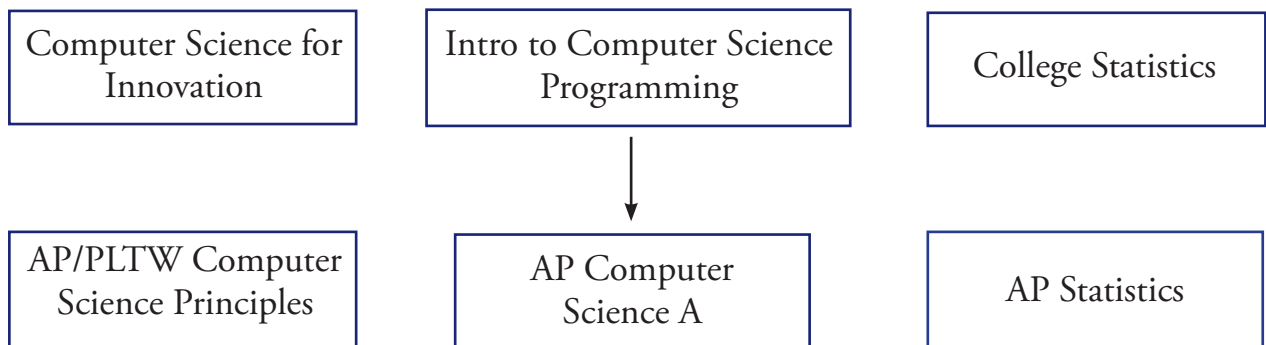 Computer Science for
Innovation
Intro to Computer Science
Programming
College Statistics
AP/PLTW Computer
Science Principles
AP Computer
Science A
AP Statistics